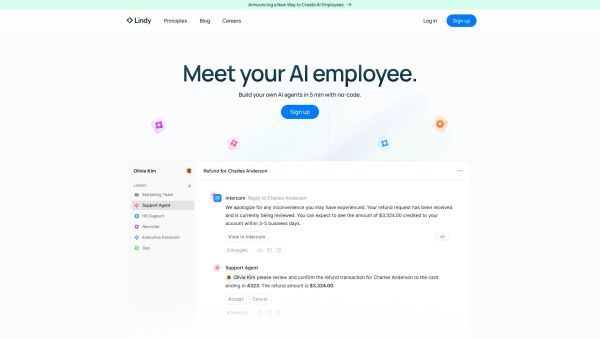 Announcing a New Way to Create AI Employees →
Lindy Principles Blog Careers Log in Sign up
Meet your AI employee.
Build your own AI agents in 5 min with no-code.
Sign up
Olivia Kim
LINDIES +
Marketing Team
Support Agent
HR Support
Recruiter
Executive Assistant
Ops
Refund for Charles Anderson ···
Intercom Reply to Charles Anderson
We apologize for any inconvenience you may have experienced. Your refund request has been received
and is currently being reviewed. You can expect to see the amount of $3,324.00 credited to your
account within 3-5 business days.
View in Intercom
2 thoughts
Support Agent
Olivia Kim please review and confirm the refund transaction for Charles Anderson to the card
ending in 4323. The refund amount is $3,324.00.
Accept Cancel
thoughts